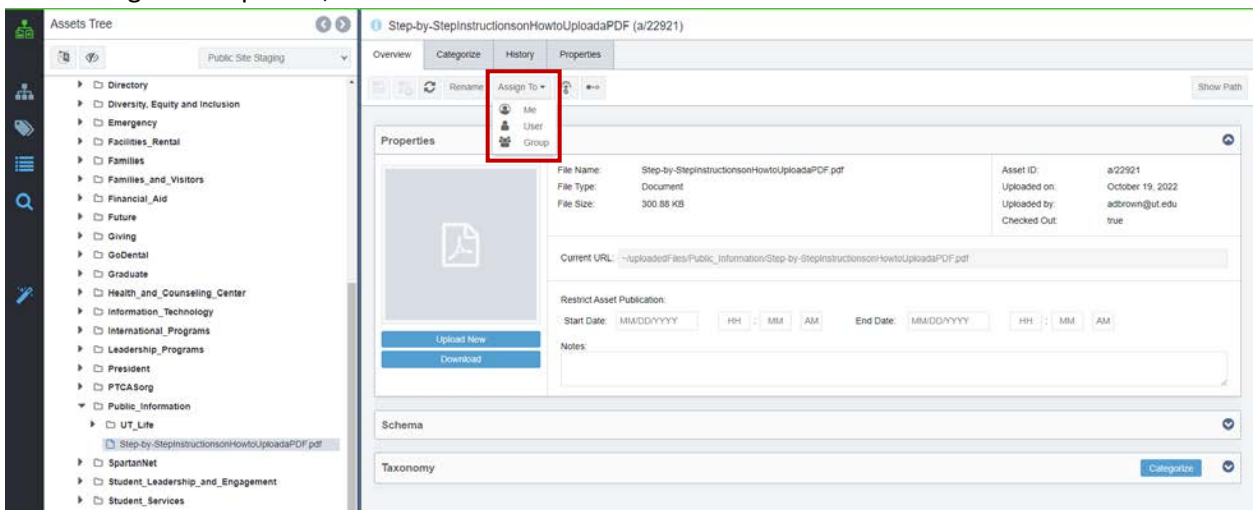 Assets Tree
Step-by-StepInstructionsonHowtoUploadaPDF (a/22921)
Public Site Staging
Overview Categorize History Properties
Rename Assign To Show Path
Me
User
Group
Directory
Diversity, Equity and Inclusion
Emergency
Facilities_Rental
Families
Families_and_Visitors
Financial_Aid
Future
Giving
GoDental
Graduate
Health_and_Counseling_Center
Information_Technology
International_Programs
Leadership_Programs
President
PTCASorg
Public_Information
UT_Life
Step-by-StepInstructionsonHowtoUploadaPDF.pdf
SpartanNet
Student_Leadership_and_Engagement
Student_Services
Properties
File Name: Step-by-StepInstructionsonHowtoUploadaPDF.pdf
File Type: Document
File Size: 300.88 KB
Asset ID: a/22921
Uploaded on: October 19, 2022
Uploaded by: adbrown@ut.edu
Checked Out: true
Current URL: ~/uploadedFiles/Public_Information/Step-by-StepInstructionsonHowtoUploadaPDF.pdf
Restrict Asset Publication:
Start Date: MM/DD/YYYY HH : MM AM End Date: MM/DD/YYYY HH : MM AM
Upload New
Download
Notes:
Schema
Taxonomy Categorize